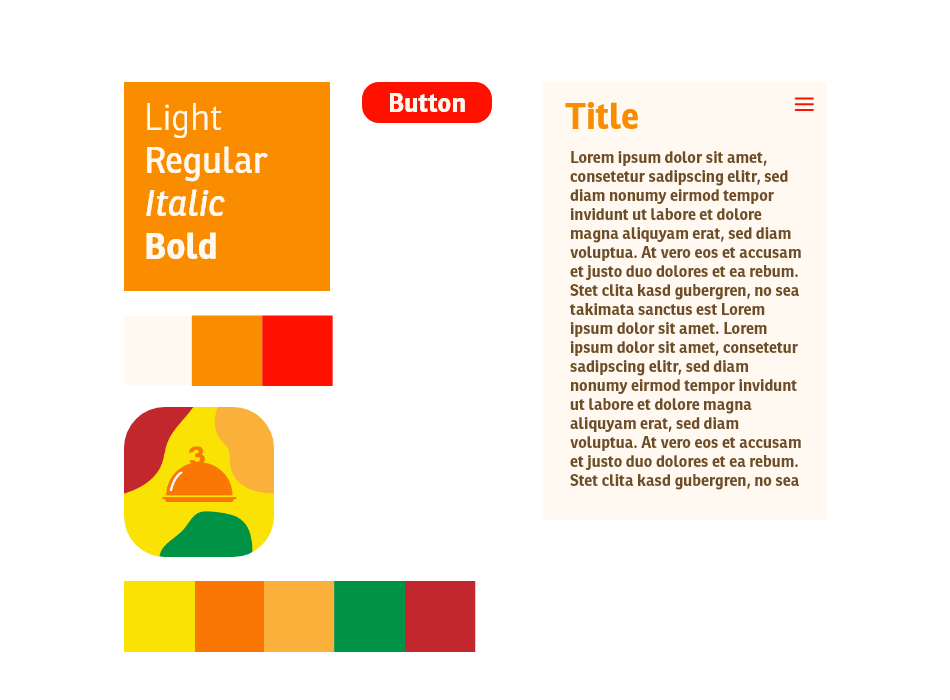 Light
Regular
Italic
Bold
Button
Title
Lorem ipsum dolor sit amet,
consetetur sadipscing elitr, sed
diam nonumy eirmod tempor
invidunt ut labore et dolore
magna aliquyam erat, sed diam
voluptua. At vero eos et accusam
et justo duo dolores et ea rebum.
Stet clita kasd gubergren, no sea
takimata sanctus est Lorem
ipsum dolor sit amet. Lorem
ipsum dolor sit amet, consetetur
sadipscing elitr, sed diam
nonumy eirmod tempor invidunt
ut labore et dolore magna
aliquyam erat, sed diam
voluptua. At vero eos et accusam
et justo duo dolores et ea rebum.
Stet clita kasd gubergren, no sea
3